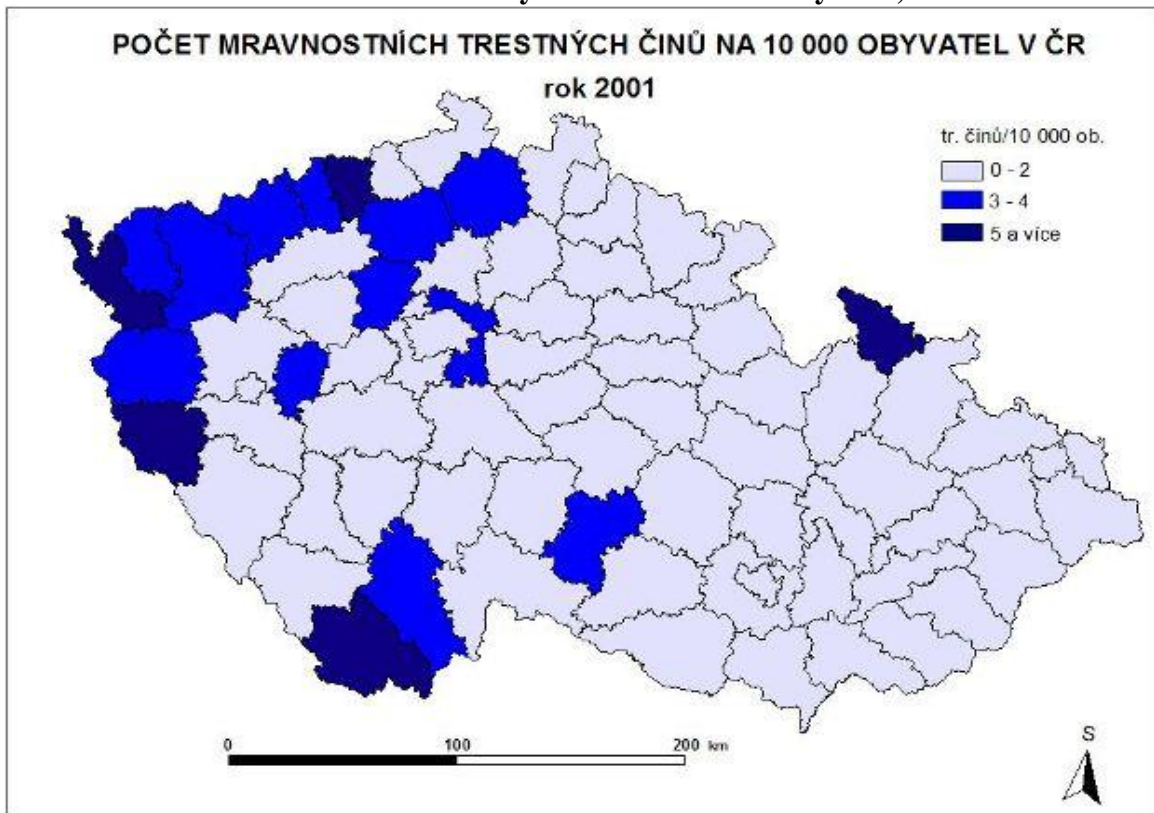 POČET MRAVNOSTNÍCH TRESTNÝCH ČINŮ NA 10 000 OBYVATEL V ČR
rok 2001
tr. činů/10 000 ob.
0 - 2
3 - 4
5 a více
0 100 200 km
S